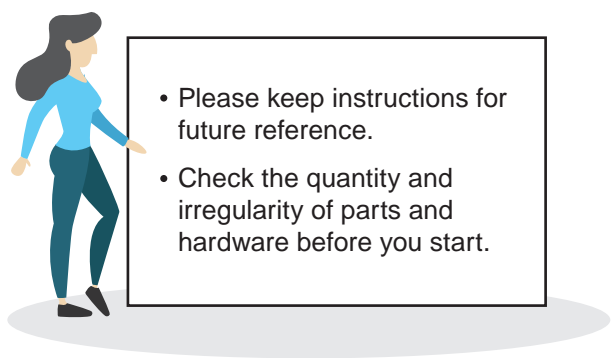 • Please keep instructions for
future reference.
• Check the quantity and
irregularity of parts and
hardware before you start.